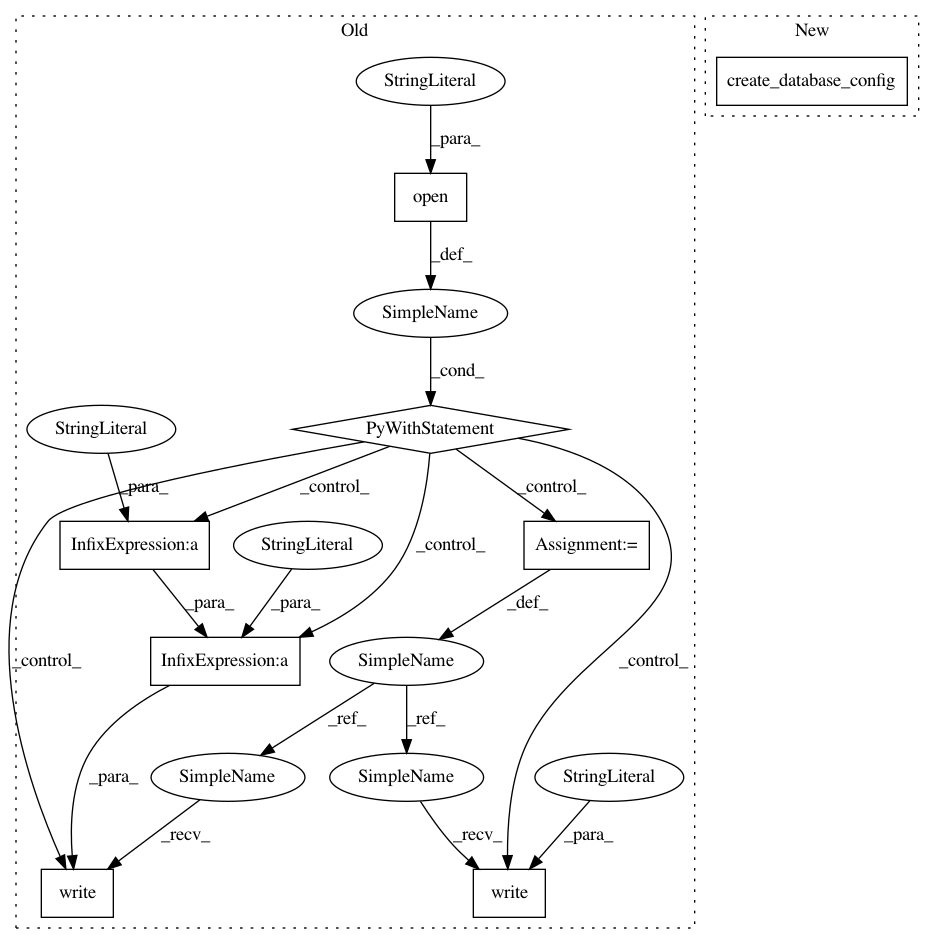 Old
New
StringLiteral
create_database_config
_para_
open
_def_
SimpleName
_cond_
StringLiteral
PyWithStatement
_para_
_control_
_control_
InfixExpression:a
StringLiteral
_control_
Assignment:=
_para_
_para_
_def_
_control_
InfixExpression:a
SimpleName
_control_
_ref_
_ref_
_para_
SimpleName
SimpleName
StringLiteral
_recv_
_recv_
_para_
write
write